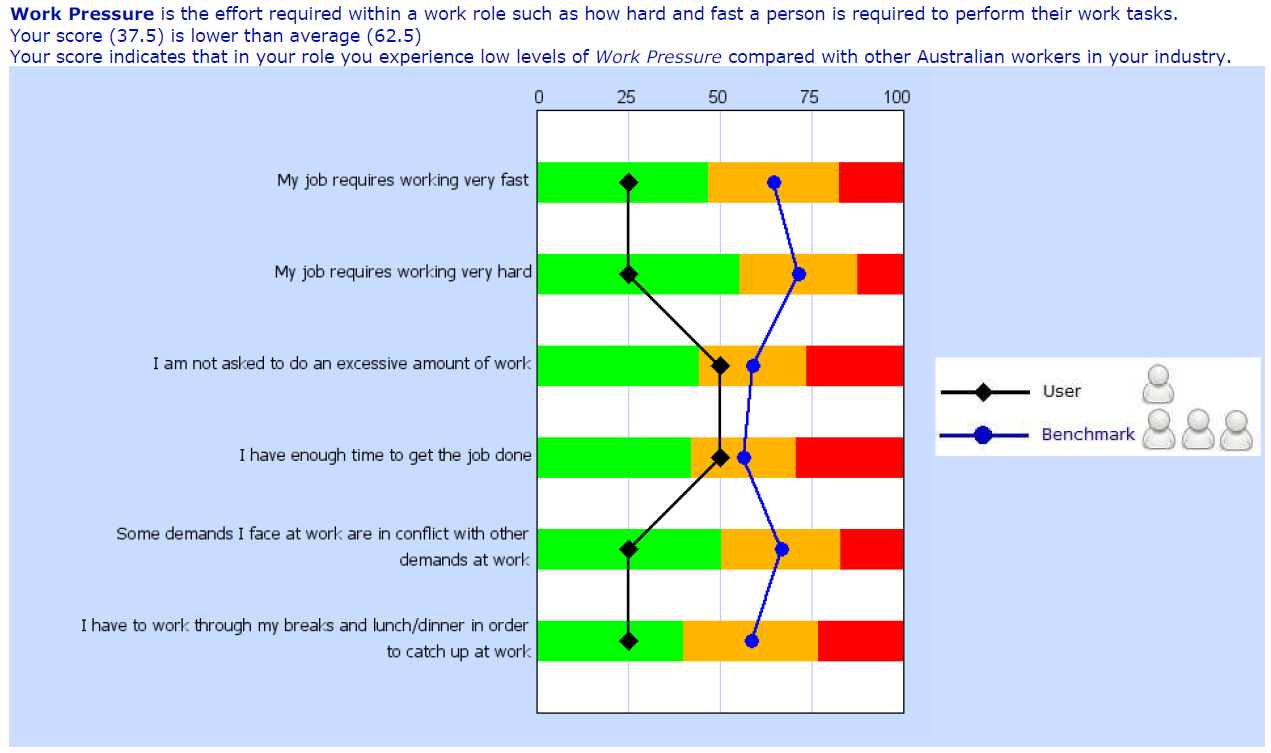 Work Pressure is the effort required within a work role such as how hard and fast a person is required to perform their work tasks.
Your score (37.5) is lower than average (62.5)
Your score indicates that in your role you experience low levels of Work Pressure compared with other Australian workers in your industry.
0 25 50 75 100
My job requires working very fast
My job requires working very hard
I am not asked to do an excessive amount of work
I have enough time to get the job done
Some demands I face at work are in conflict with other
demands at work
I have to work through my breaks and lunch/dinner in order
to catch up at work
User
Benchmark